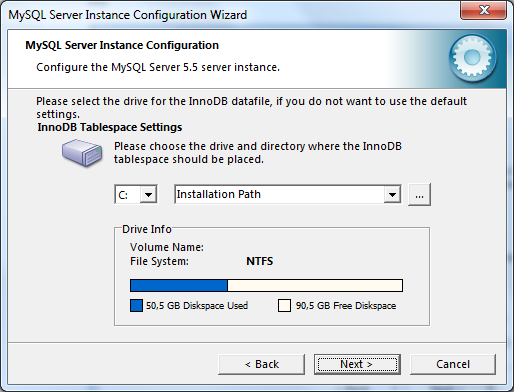 MySQL Server Instance Configuration Wizard
MySQL Server Instance Configuration
Configure the MySQL Server 5.5 server instance.
Please select the drive for the InnoDB datafile, if you do not want to use the default
settings.
InnoDB Tablespace Settings
Please choose the drive and directory where the InnoDB
tablespace should be placed.
C: Installation Path ...
Drive Info
Volume Name:
File System: NTFS
50,5 GB Diskspace Used 90,5 GB Free Diskspace
< Back Next > Cancel